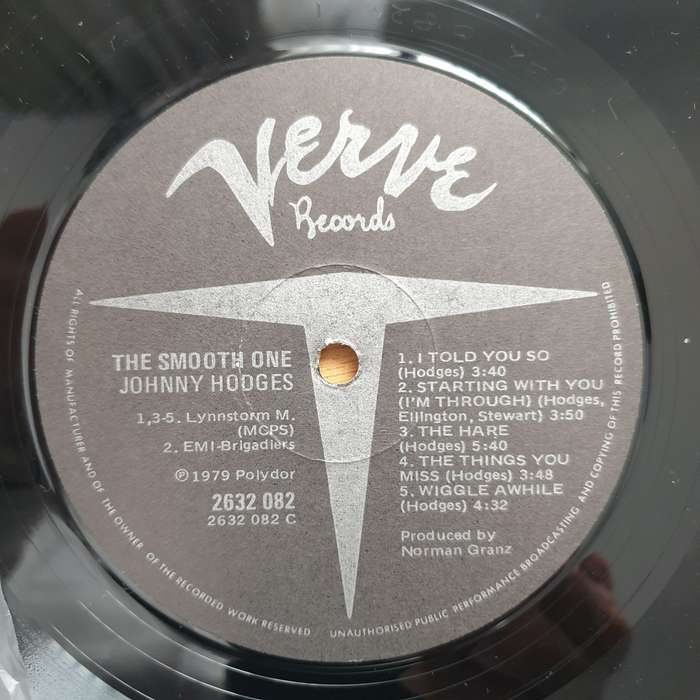 Verve
Records
THE SMOOTH ONE
JOHNNY HODGES
1,3-5. Lynnstorm M.
(MCPS)
2. EMI-Brigadiers
℗ 1979 Polydor
2632 082
2632 082 C
1. I TOLD YOU SO
(Hodges) 3:40
2. STARTING WITH YOU
(I'M THROUGH) (Hodges,
Ellington, Stewart) 3:50
3. THE HARE
(Hodges) 5:40
4. THE THINGS YOU
MISS (Hodges) 3:48
5. WIGGLE AWHILE
(Hodges) 4:32
Produced by
Norman Granz
ALL RIGHTS OF MANUFACTURER AND OF THE OWNER OF THE RECORDED WORK RESERVED UNAUTHORISED PUBLIC PERFORMANCE BROADCASTING AND COPYING OF THIS RECORD PROHIBITED